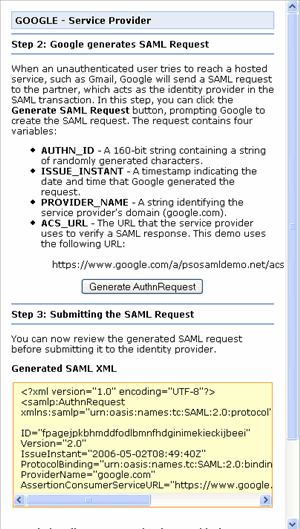 GOOGLE - Service Provider
Step 2: Google generates SAML Request
When an unauthenticated user tries to reach a hosted
service, such as Gmail, Google will send a SAML request
to the partner, which acts as the identity provider in the
SAML transaction. In this step, you can click the
Generate SAML Request button, prompting Google to
create the SAML request. The request contains four
variables:
AUTHN_ID - A 160-bit string containing a string
of randomly generated characters.
ISSUE_INSTANT - A timestamp indicating the
date and time that Google generated the
request.
PROVIDER_NAME - A string identifying the
service provider's domain (google.com).
ACS_URL - The URL that the service provider
uses to verify a SAML response. This demo uses
the following URL:
https://www.google.com/a/psosamldemo.net/acs
Generate AuthnRequest
Step 3: Submitting the SAML Request
You can now review the generated SAML request
before submitting it to the identity provider.
Generated SAML XML
<?xml version="1.0" encoding="UTF-8"?>
<samlp:AuthnRequest
xmlns:samlp="urn:oasis:names:tc:SAML:2.0:protocol"
ID="fpagejpkbhmddfodlbmnfhdginimekieckijbeei"
Version="2.0"
IssueInstant="2006-05-02T08:49:40Z"
ProtocolBinding="urn:oasis:names:tc:SAML:2.0:bindin
ProviderName="google.com"
AssertionConsumerServiceURL="https://www.google.